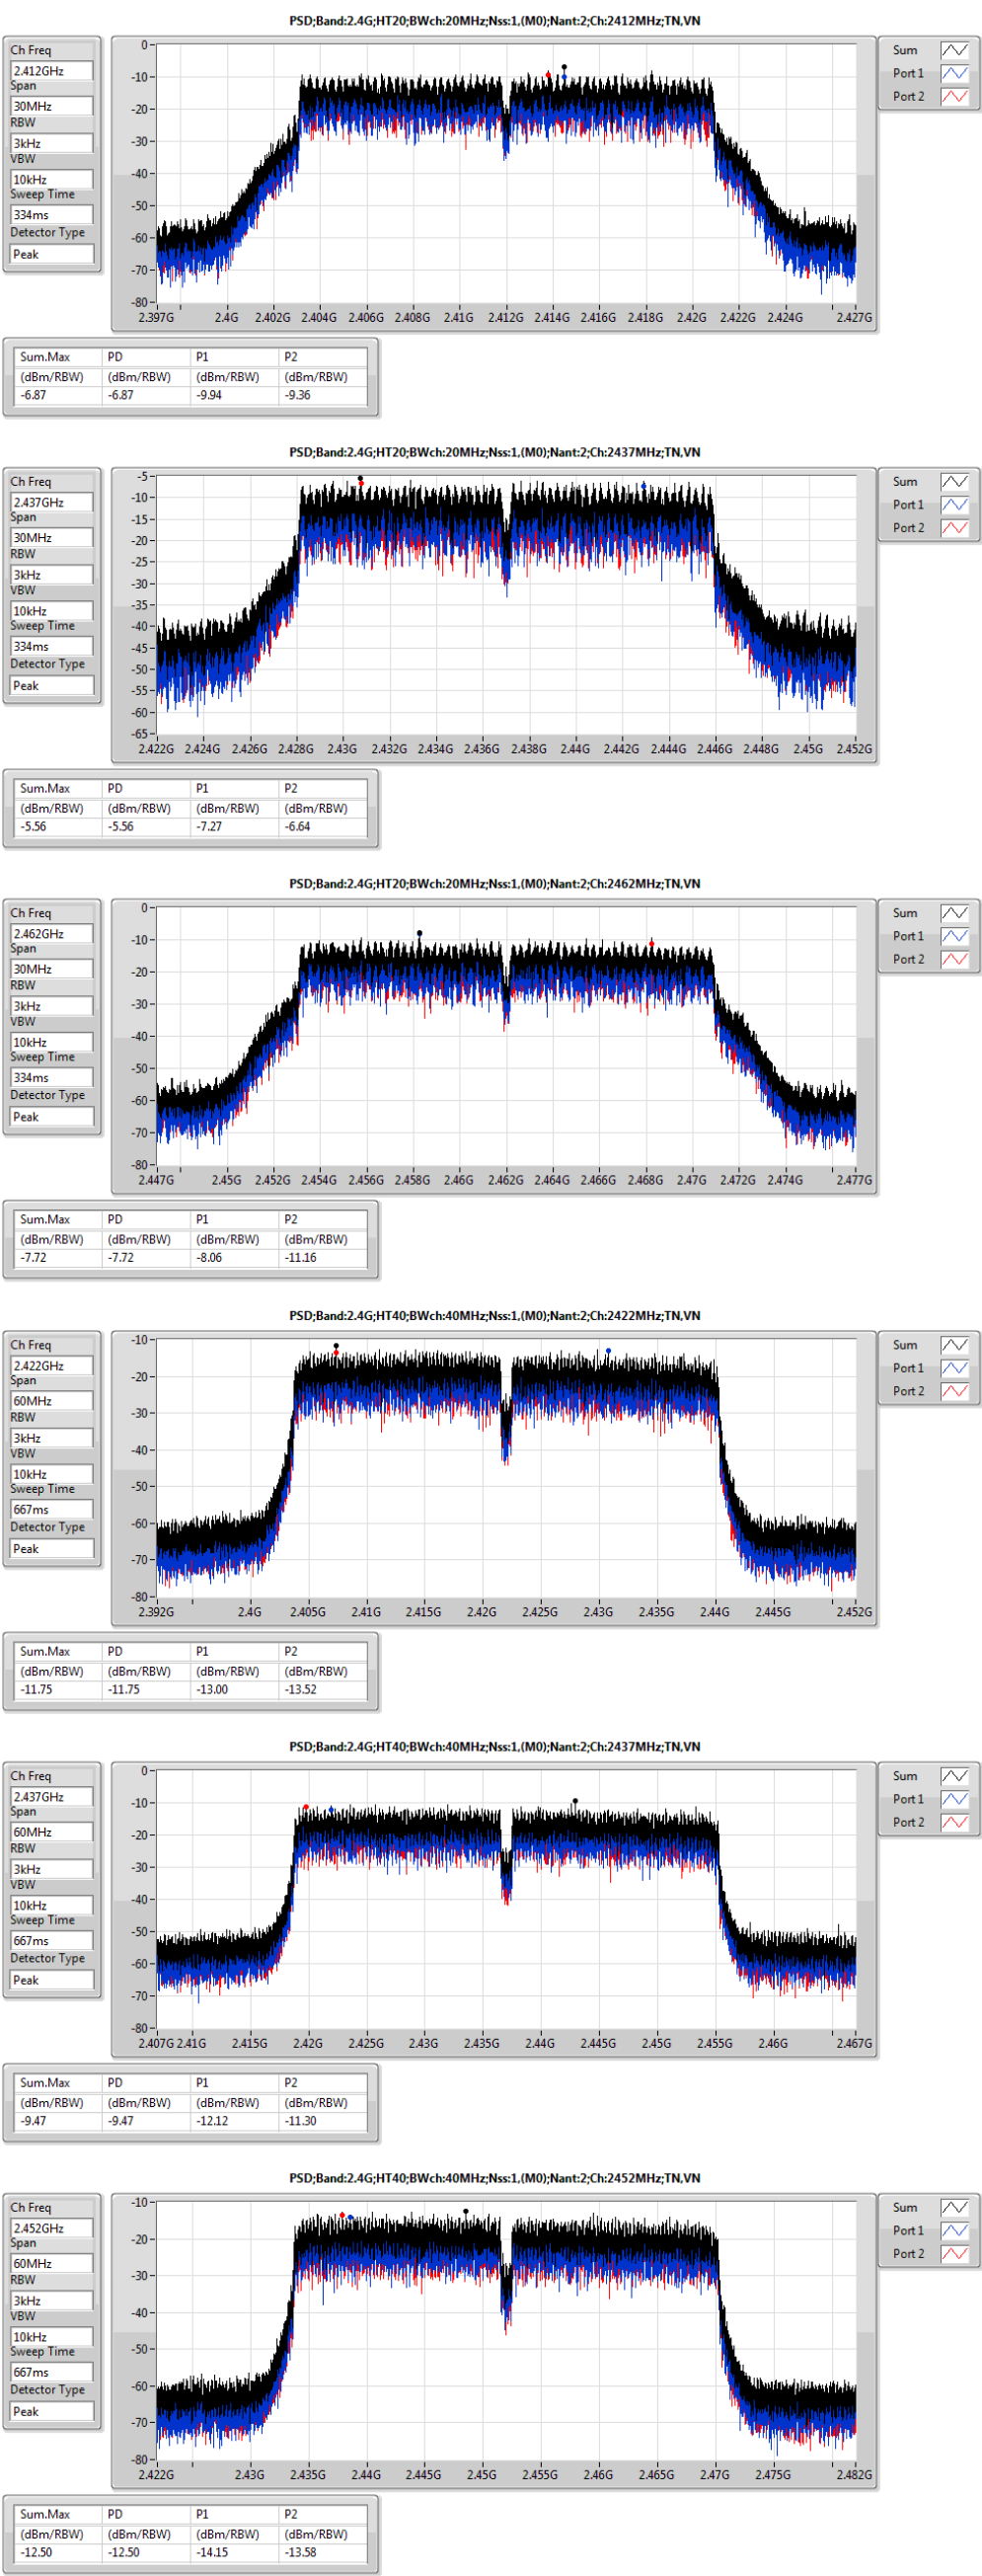 PSD;Band:2.4G;HT20;BWch:20MHz;Nss:1,(M0);Nant:2;Ch:2412MHz;TN,VN
Ch Freq
2.412GHz
Span
30MHz
RBW
3kHz
VBW
10kHz
Sweep Time
334ms
Detector Type
Peak
0
-10
-20
-30
-40
-50
-60
-70
-80
2.397G 2.4G 2.402G 2.404G 2.406G 2.408G 2.41G 2.412G 2.414G 2.416G 2.418G 2.42G 2.422G 2.424G 2.427G
Sum
Port 1
Port 2
Sum.Max PD P1 P2
(dBm/RBW) (dBm/RBW) (dBm/RBW) (dBm/RBW)
-6.87 -6.87 -9.94 -9.36
PSD;Band:2.4G;HT20;BWch:20MHz;Nss:1,(M0);Nant:2;Ch:2437MHz;TN,VN
Ch Freq
2.437GHz
Span
30MHz
RBW
3kHz
VBW
10kHz
Sweep Time
334ms
Detector Type
Peak
-5
-10
-15
-20
-25
-30
-35
-40
-45
-50
-55
-60
-65
2.422G 2.424G 2.426G 2.428G 2.43G 2.432G 2.434G 2.436G 2.438G 2.44G 2.442G 2.444G 2.446G 2.448G 2.45G 2.452G
Sum
Port 1
Port 2
Sum.Max PD P1 P2
(dBm/RBW) (dBm/RBW) (dBm/RBW) (dBm/RBW)
-5.56 -5.56 -7.27 -6.64
PSD;Band:2.4G;HT20;BWch:20MHz;Nss:1,(M0);Nant:2;Ch:2462MHz;TN,VN
Ch Freq
2.462GHz
Span
30MHz
RBW
3kHz
VBW
10kHz
Sweep Time
334ms
Detector Type
Peak
0
-10
-20
-30
-40
-50
-60
-70
-80
2.447G 2.45G 2.452G 2.454G 2.456G 2.458G 2.46G 2.462G 2.464G 2.466G 2.468G 2.47G 2.472G 2.474G 2.477G
Sum
Port 1
Port 2
Sum.Max PD P1 P2
(dBm/RBW) (dBm/RBW) (dBm/RBW) (dBm/RBW)
-7.72 -7.72 -8.06 -11.16
PSD;Band:2.4G;HT40;BWch:40MHz;Nss:1,(M0);Nant:2;Ch:2422MHz;TN,VN
Ch Freq
2.422GHz
Span
60MHz
RBW
3kHz
VBW
10kHz
Sweep Time
667ms
Detector Type
Peak
-10
-20
-30
-40
-50
-60
-70
-80
2.392G 2.4G 2.405G 2.41G 2.415G 2.42G 2.425G 2.43G 2.435G 2.44G 2.445G 2.452G
Sum
Port 1
Port 2
Sum.Max PD P1 P2
(dBm/RBW) (dBm/RBW) (dBm/RBW) (dBm/RBW)
-11.75 -11.75 -13.00 -13.52
PSD;Band:2.4G;HT40;BWch:40MHz;Nss:1,(M0);Nant:2;Ch:2437MHz;TN,VN
Ch Freq
2.437GHz
Span
60MHz
RBW
3kHz
VBW
10kHz
Sweep Time
667ms
Detector Type
Peak
0
-10
-20
-30
-40
-50
-60
-70
-80
2.407G 2.41G 2.415G 2.42G 2.425G 2.43G 2.435G 2.44G 2.445G 2.45G 2.455G 2.46G 2.467G
Sum
Port 1
Port 2
Sum.Max PD P1 P2
(dBm/RBW) (dBm/RBW) (dBm/RBW) (dBm/RBW)
-9.47 -9.47 -12.12 -11.30
PSD;Band:2.4G;HT40;BWch:40MHz;Nss:1,(M0);Nant:2;Ch:2452MHz;TN,VN
Ch Freq
2.452GHz
Span
60MHz
RBW
3kHz
VBW
10kHz
Sweep Time
667ms
Detector Type
Peak
-10
-20
-30
-40
-50
-60
-70
-80
2.422G 2.43G 2.435G 2.44G 2.445G 2.45G 2.455G 2.46G 2.465G 2.47G 2.475G 2.482G
Sum
Port 1
Port 2
Sum.Max PD P1 P2
(dBm/RBW) (dBm/RBW) (dBm/RBW) (dBm/RBW)
-12.50 -12.50 -14.15 -13.58